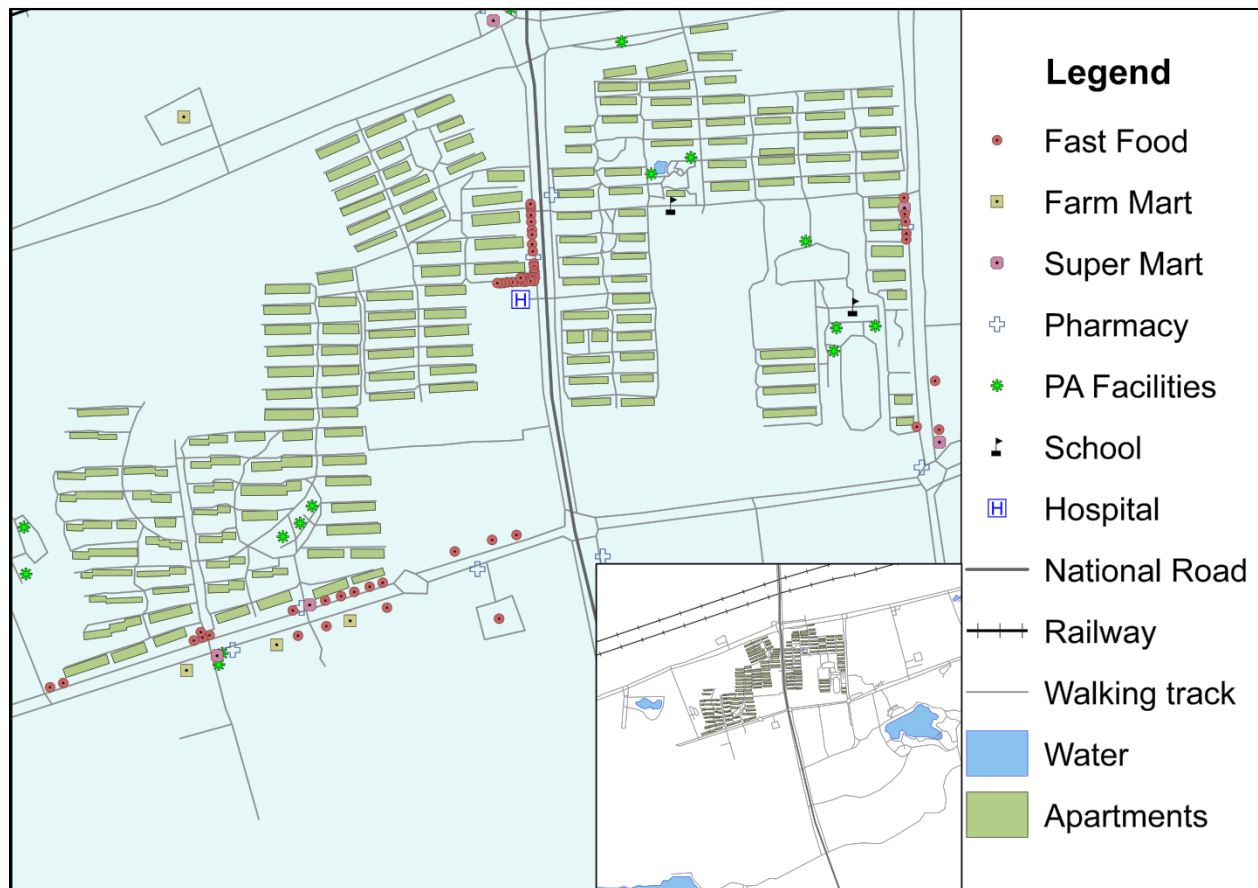 Legend
Fast Food
Farm Mart
Super Mart
Pharmacy
PA Facilities
School
H Hospital
National Road
Railway
Walking track
Water
Apartments
H